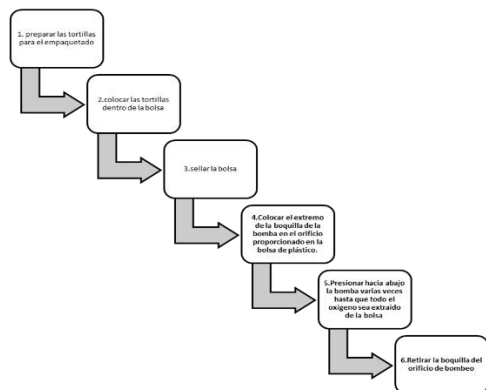 1. preparar las tortillas
para el empaquetado
2.colocar las tortillas
dentro de la bolsa
3.sellar la bolsa
4.Colocar el extremo
de la boquilla de la
bomba en el orificio
proporcionado en la
bolsa de plástico.
5.Presionar hacia abajo
la bomba varias veces
hasta que todo el
oxigeno sea extraído
de la bolsa
6.Retirar la boquilla del
orificio de bombeo